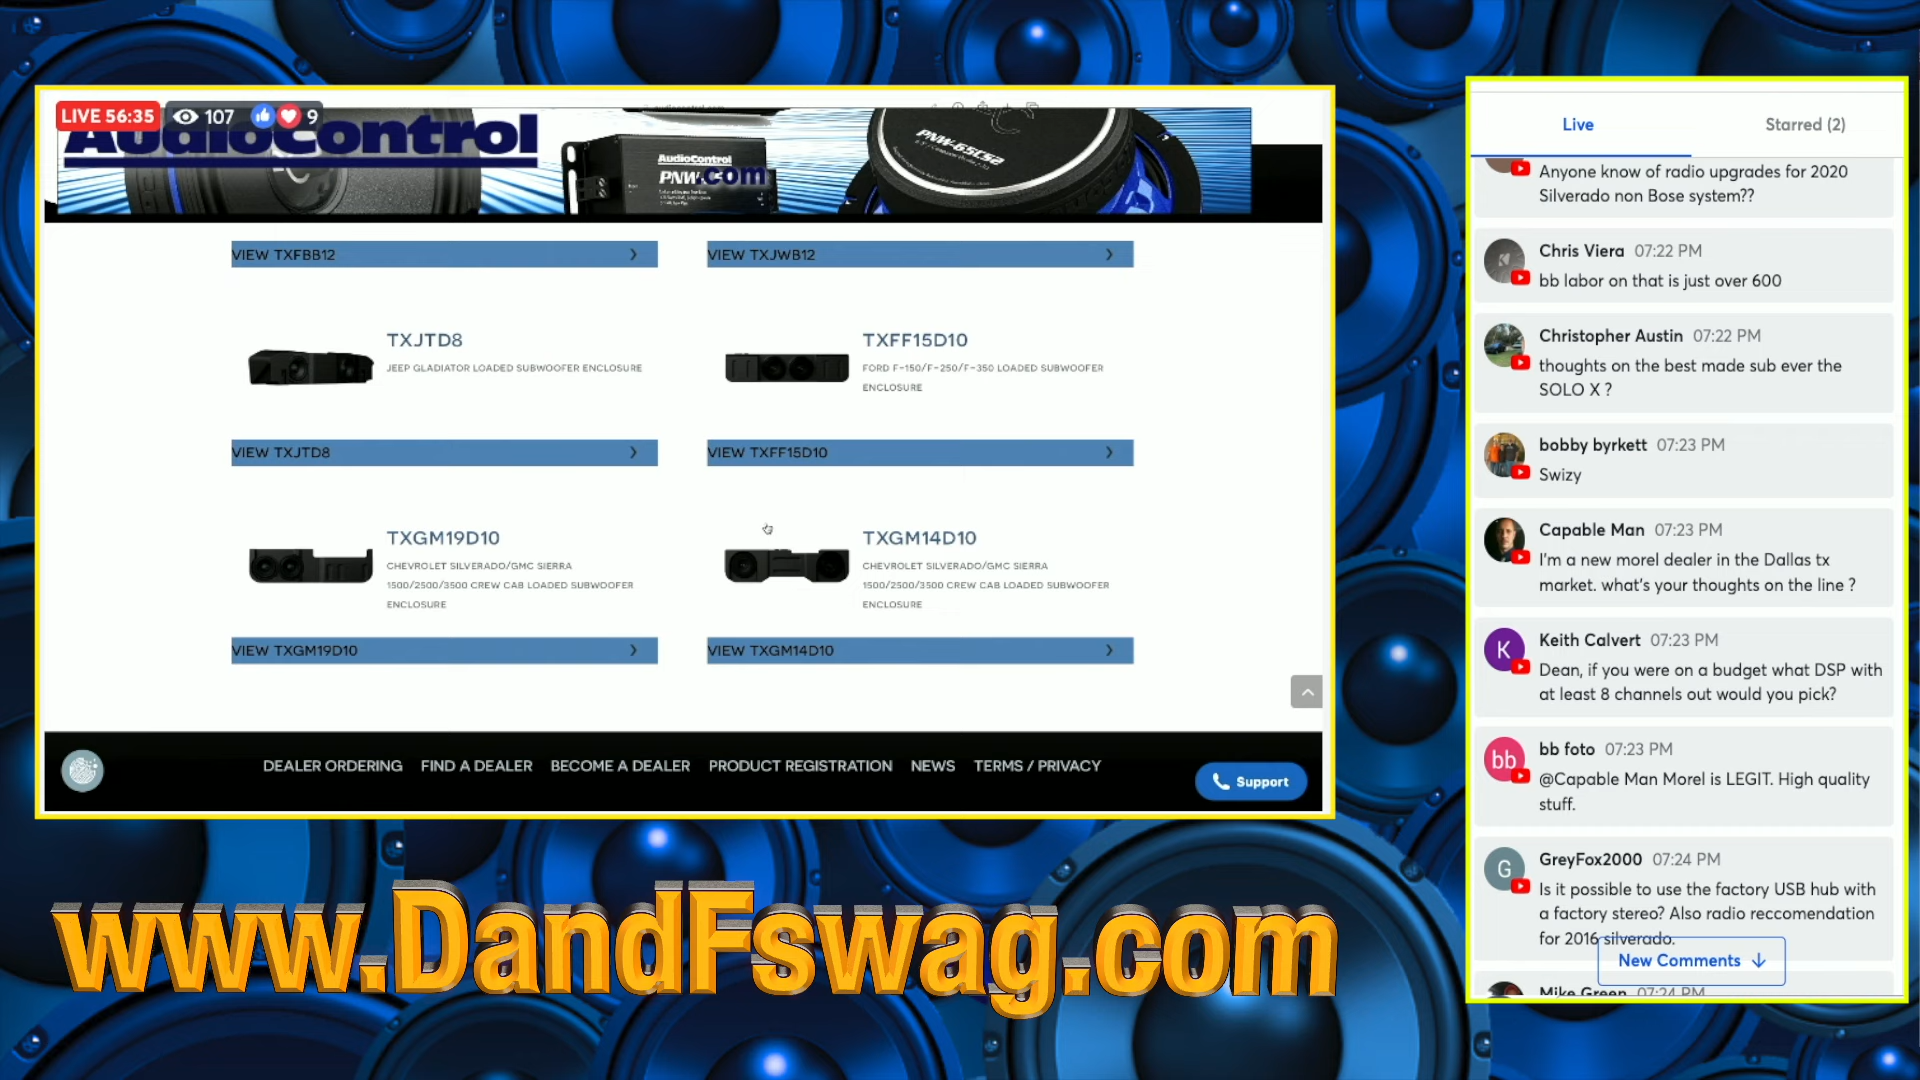 LIVE 56:35
107
9
AudioControl
.com
AudioControl
PNW-65CS2
VIEW TXFBB12
VIEW TXJWB12
TXJTD8
JEEP GLADIATOR LOADED SUBWOOFER ENCLOSURE
TXFF15D10
FORD F-150/F-250/F-350 LOADED SUBWOOFER
ENCLOSURE
VIEW TXJTD8
VIEW TXFF15D10
TXGM19D10
CHEVROLET SILVERADO/GMC SIERRA
1500/2500/3500 CREW CAB LOADED SUBWOOFER
ENCLOSURE
TXGM14D10
CHEVROLET SILVERADO/GMC SIERRA
1500/2500/3500 CREW CAB LOADED SUBWOOFER
ENCLOSURE
VIEW TXGM19D10
VIEW TXGM14D10
DEALER ORDERING FIND A DEALER BECOME A DEALER PRODUCT REGISTRATION NEWS TERMS / PRIVACY
Support
www.DandFswag.com
Live
Starred (2)
Anyone know of radio upgrades for 2020
Silverado non Bose system??
Chris Viera 07:22 PM
bb labor on that is just over 600
Christopher Austin 07:22 PM
thoughts on the best made sub ever the
SOLO X ?
bobby byrkett 07:23 PM
Swizy
Capable Man 07:23 PM
I'm a new morel dealer in the Dallas tx
market. what's your thoughts on the line ?
K
Keith Calvert 07:23 PM
Dean, if you were on a budget what DSP with
at least 8 channels out would you pick?
bb
bb foto 07:23 PM
@Capable Man Morel is LEGIT. High quality
stuff.
G
GreyFox2000 07:24 PM
Is it possible to use the factory USB hub with
a factory stereo? Also radio reccomendation
for 2016 silverado.
New Comments
Mike Green 07:24 PM